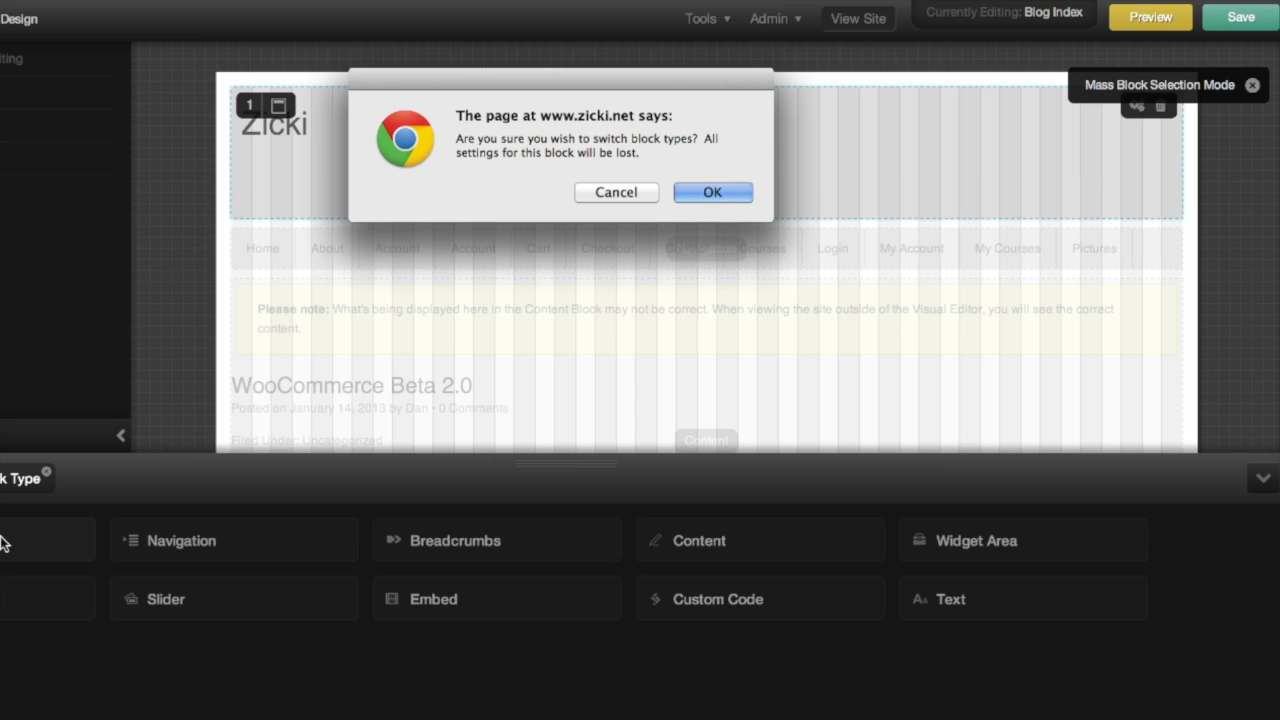 Design
Tools
Admin
View Site
Currently Editing: Blog Index
Preview
Save
iting
Mass Block Selection Mode
1
Zicki
The page at www.zicki.net says:
Are you sure you wish to switch block types? All
settings for this block will be lost.
Cancel
OK
Home
About
Account
Account
Cart
Checkout
Courses
Login
My Account
My Courses
Pictures
Please note: What's being displayed here in the Content Block may not be correct. When viewing the site outside of the Visual Editor, you will see the correct
content.
WooCommerce Beta 2.0
Posted on January 14, 2013 by Dan • 0 Comments
Filed Under: Uncategorized
Content
k Type
Navigation
Breadcrumbs
Content
Widget Area
Slider
Embed
Custom Code
Text